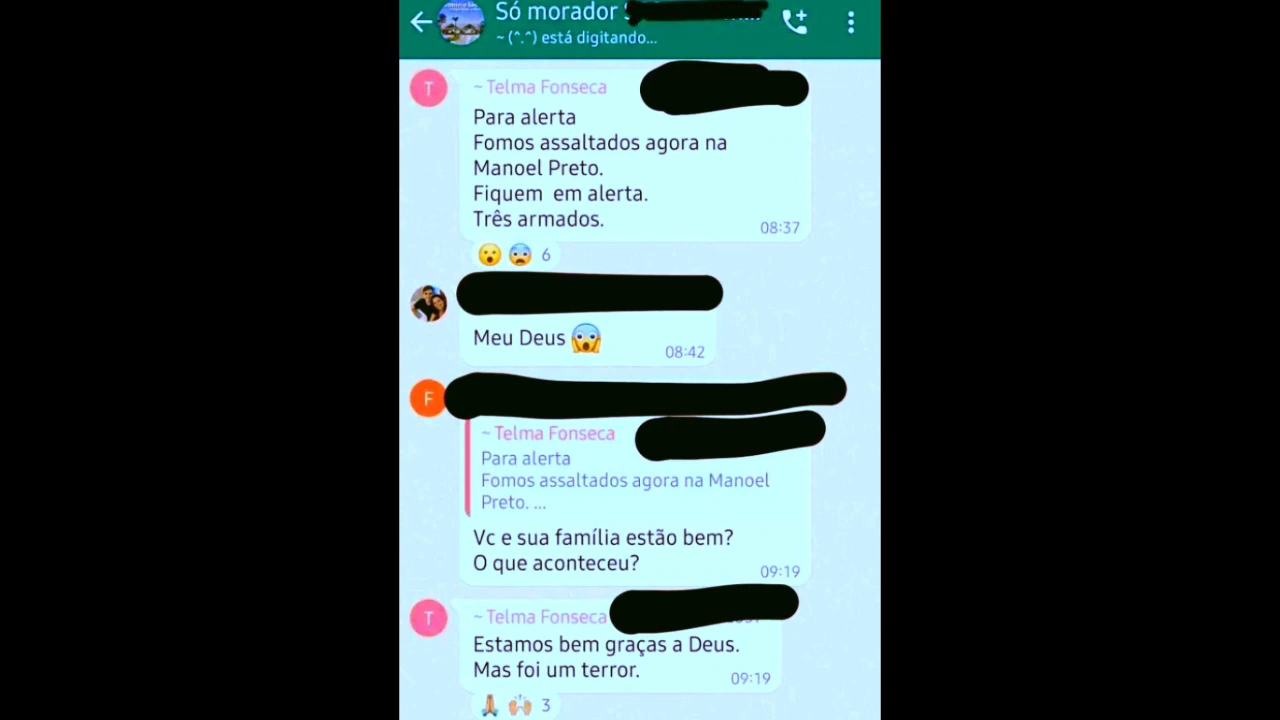 Só morador
~ (^.^) está digitando...
T
~ Telma Fonseca
Para alerta
Fomos assaltados agora na
Manoel Preto.
Fiquem em alerta.
Três armados.
08:37
😮 😨 6
Meu Deus 😱
08:42
F
~ Telma Fonseca
Para alerta
Fomos assaltados agora na Manoel
Preto. ...
Vc e sua família estão bem?
O que aconteceu?
09:19
T
~ Telma Fonseca
Estamos bem graças a Deus.
Mas foi um terror.
09:19
🙏🏼 🙌🏼 3